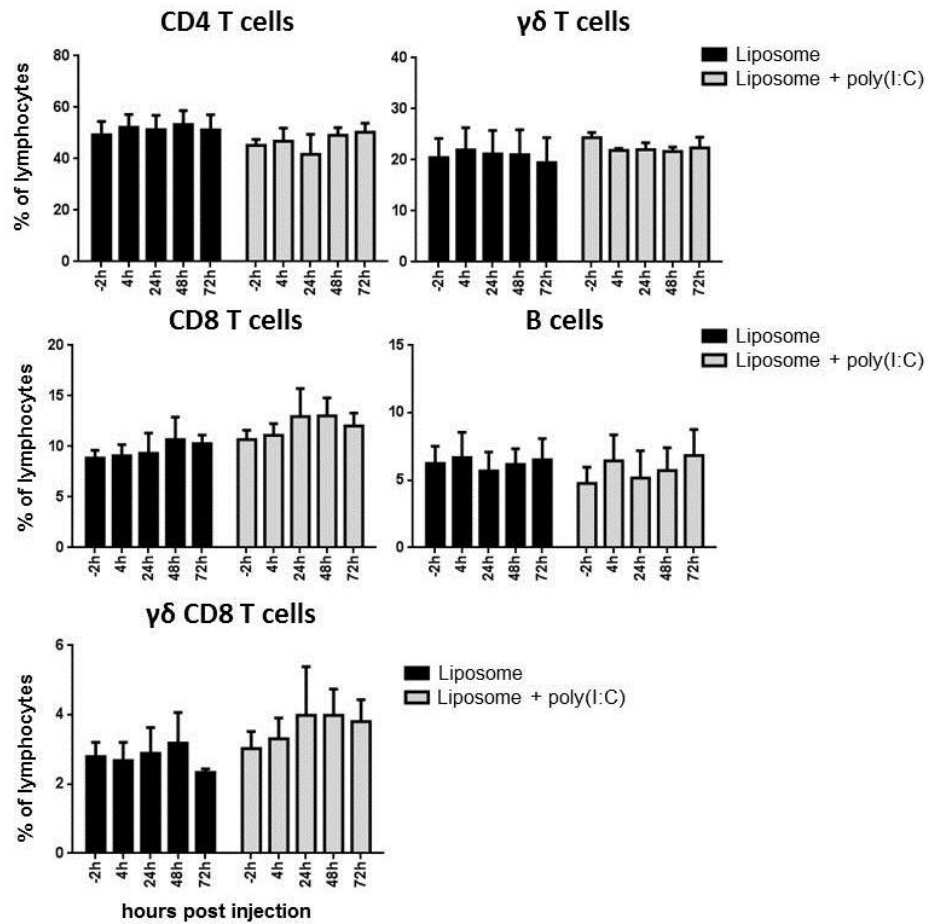 CD4 T cells
% of lymphocytes
80
60
40
20
0
-2h 4h 24h 48h 72h -2h 4h 24h 48h 72h
γδ T cells
40
30
20
10
0
-2h 4h 24h 48h 72h -2h 4h 24h 48h 72h
Liposome
Liposome + poly(I:C)
CD8 T cells
% of lymphocytes
20
15
10
5
0
-2h 4h 24h 48h 72h -2h 4h 24h 48h 72h
B cells
15
10
5
0
-2h 4h 24h 48h 72h -2h 4h 24h 48h 72h
Liposome
Liposome + poly(I:C)
γδ CD8 T cells
% of lymphocytes
6
4
2
0
-2h 4h 24h 48h 72h -2h 4h 24h 48h 72h
Liposome
Liposome + poly(I:C)
hours post injection